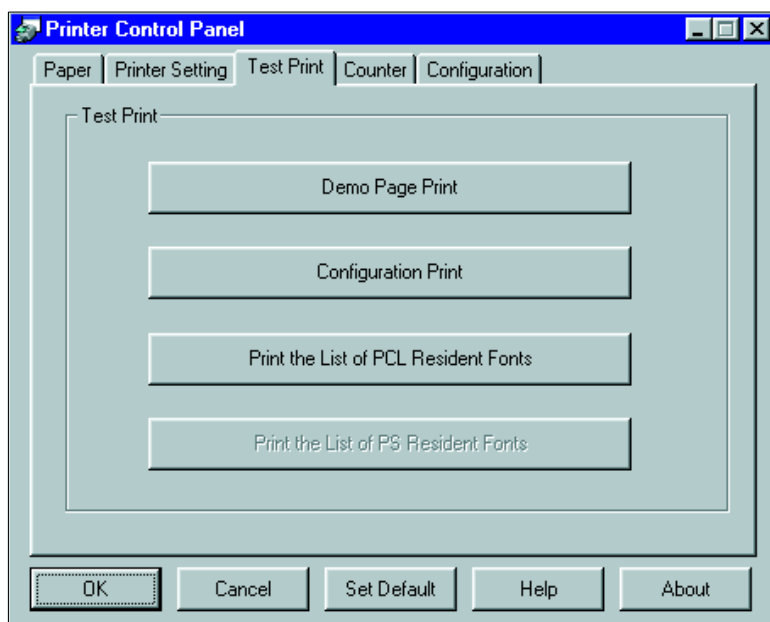 Printer Control Panel
Paper Printer Setting Test Print Counter Configuration
Test Print
Demo Page Print
Configuration Print
Print the List of PCL Resident Fonts
Print the List of PS Resident Fonts
OK Cancel Set Default Help About